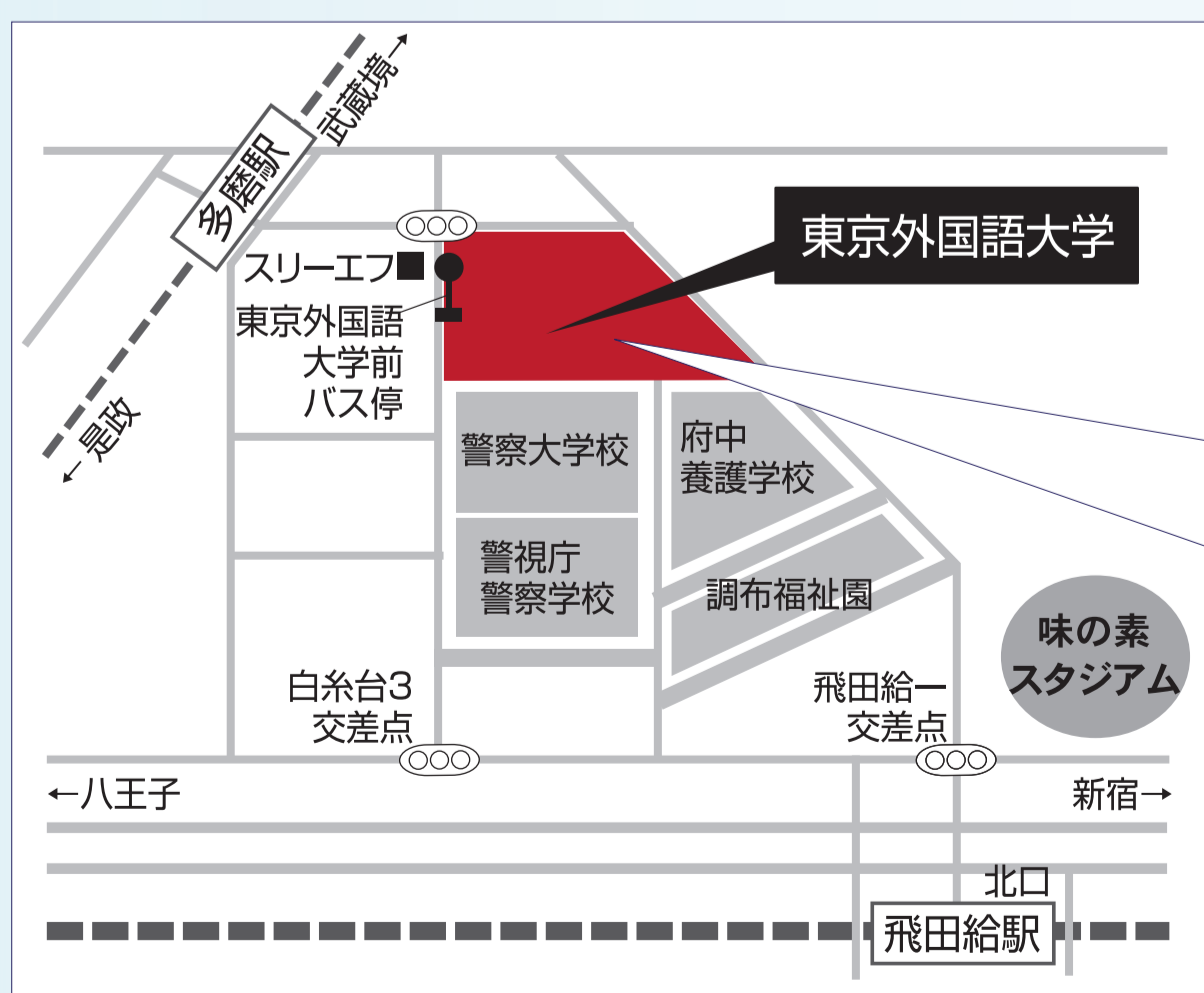 武蔵境→
多磨駅
←是政
東京外国語大学
スリーエフ
東京外国語
大学前
バス停
警察大学校
府中
養護学校
警視庁
警察学校
調布福祉園
味の素
スタジアム
白糸台3
交差点
飛田給一
交差点
←八王子
新宿→
北口
飛田給駅